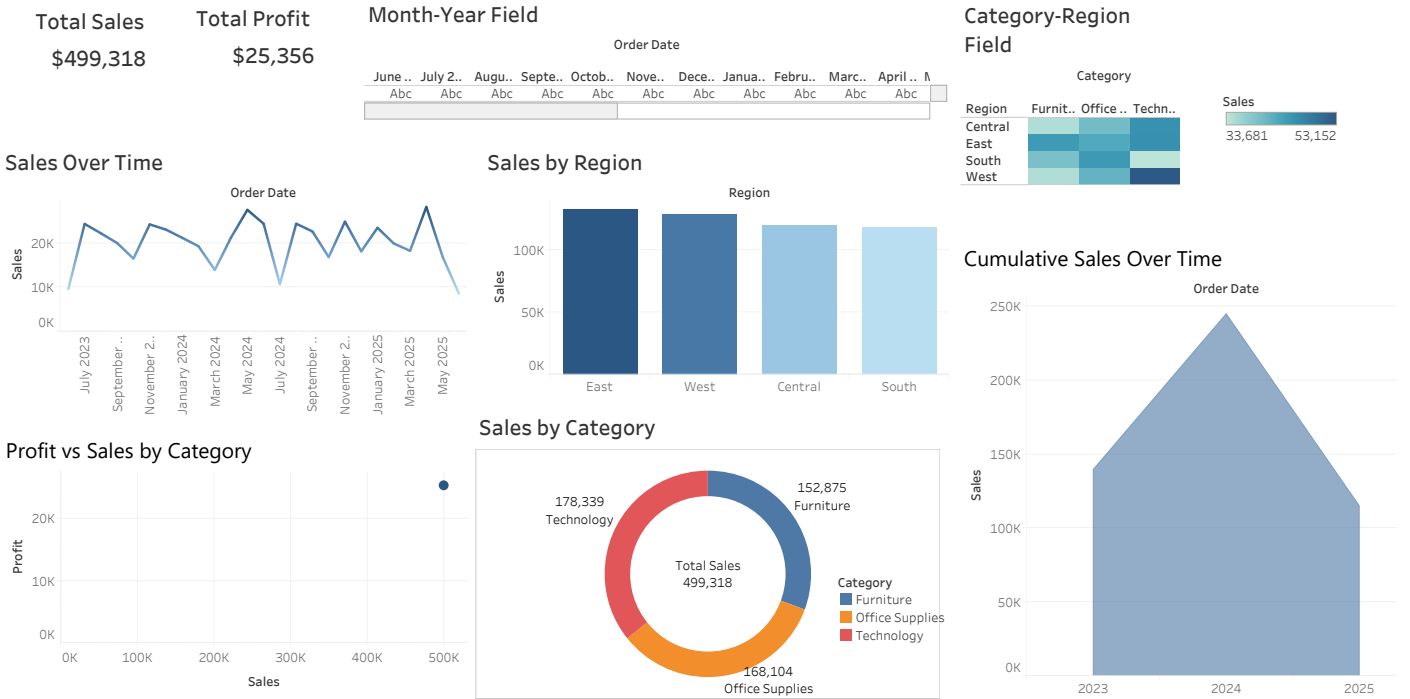 Total Sales
$499,318
Total Profit
$25,356
Month-Year Field
Order Date
June .. July 2.. Augu.. Septe.. Octob.. Nove.. Dece.. Janua.. Febru.. Marc.. April ..
Abc Abc Abc Abc Abc Abc Abc Abc Abc Abc Abc
Category-Region
Field
Category
Region Furnit.. Office .. Techn..
Central
East
South
West
Sales
33,681 53,152
Sales Over Time
Order Date
Sales
20K
10K
0K
July 2023
September ..
November 2..
January 2024
March 2024
May 2024
July 2024
September ..
November 2..
January 2025
March 2025
May 2025
Sales by Region
Region
Sales
100K
50K
0K
East West Central South
Cumulative Sales Over Time
Order Date
Sales
250K
200K
150K
100K
50K
0K
2023 2024 2025
Profit vs Sales by Category
Profit
20K
10K
0K
0K 100K 200K 300K 400K 500K
Sales
Sales by Category
178,339
Technology
152,875
Furniture
Total Sales
499,318
168,104
Office Supplies
Category
Furniture
Office Supplies
Technology